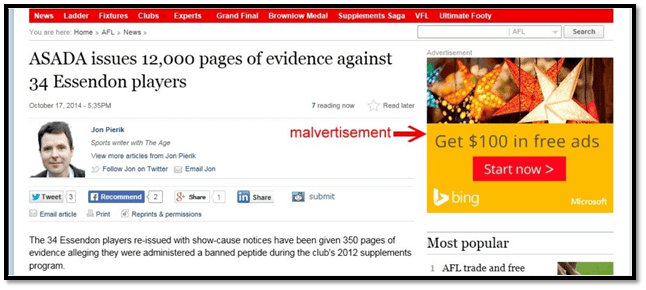 News Ladder Fixtures Clubs Experts Grand Final Brownlow Medal Supplements Saga VFL Ultimate Footy
You are here: Home » AFL » News »
AFL Search
ASADA issues 12,000 pages of evidence against
34 Essendon players
October 17, 2014 - 5:35PM
7 reading now
Read later
Jon Pierik
Sports writer with The Age
View more articles from Jon Pierik
Follow Jon on Twitter Email Jon
Tweet 3 Recommend 2 Share 1 Share submit
Email article Print Reprints & permissions
The 34 Essendon players re-issued with show-cause notices have been given 350 pages of
evidence alleging they were administered a banned peptide during the club's 2012 supplements
program.
malvertisement
Advertisement
Get $100 in free ads
Start now >
bing Microsoft
Most popular
1 AFL trade and free